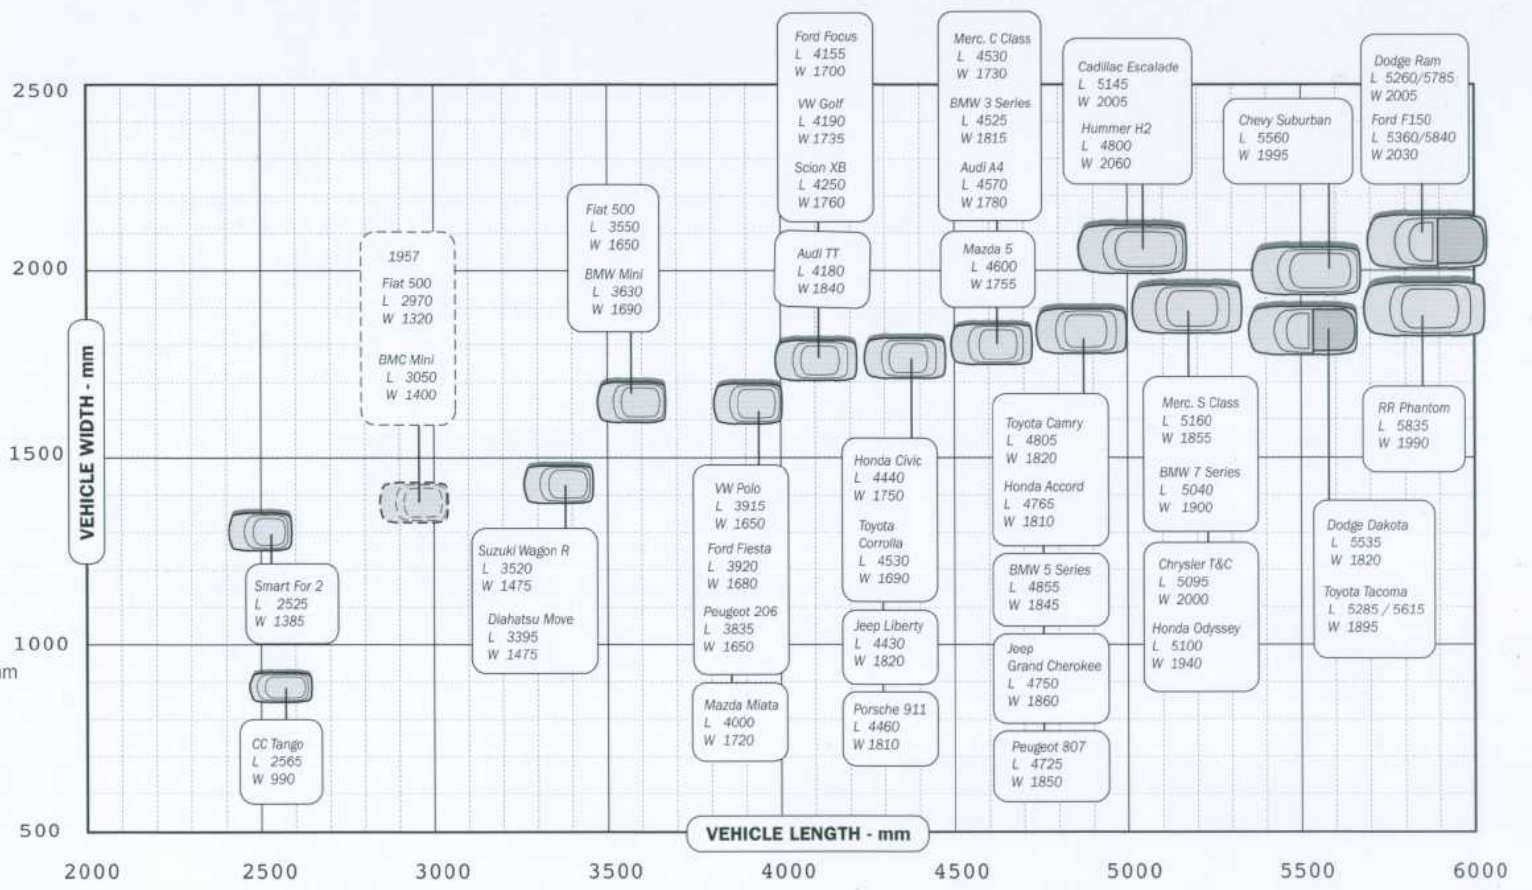 2500
2000
1500
1000
500
VEHICLE WIDTH - mm
nm
2000
2500
3000
3500
4000
4500
5000
5500
6000
VEHICLE LENGTH - mm
Smart For 2
L 2525
W 1385
CC Tango
L 2565
W 990
1957
Fiat 500
L 2970
W 1320
BMC Mini
L 3050
W 1400
Suzuki Wagon R
L 3520
W 1475
Diahatsu Move
L 3395
W 1475
Fiat 500
L 3550
W 1650
BMW Mini
L 3630
W 1690
VW Polo
L 3915
W 1650
Ford Fiesta
L 3920
W 1680
Peugeot 206
L 3835
W 1650
Mazda Miata
L 4000
W 1720
Ford Focus
L 4155
W 1700
VW Golf
L 4190
W 1735
Scion XB
L 4250
W 1760
Audi TT
L 4180
W 1840
Honda Civic
L 4440
W 1750
Toyota
Corrolla
L 4530
W 1690
Jeep Liberty
L 4430
W 1820
Porsche 911
L 4460
W 1810
Merc. C Class
L 4530
W 1730
BMW 3 Series
L 4525
W 1815
Audi A4
L 4570
W 1780
Mazda 5
L 4600
W 1755
Toyota Camry
L 4805
W 1820
Honda Accord
L 4765
W 1810
BMW 5 Series
L 4855
W 1845
Jeep
Grand Cherokee
L 4750
W 1860
Peugeot 807
L 4725
W 1850
Cadillac Escalade
L 5145
W 2005
Hummer H2
L 4800
W 2060
Merc. S Class
L 5160
W 1855
BMW 7 Series
L 5040
W 1900
Chrysler T&C
L 5095
W 2000
Honda Odyssey
L 5100
W 1940
Chevy Suburban
L 5560
W 1995
Dodge Dakota
L 5535
W 1820
Toyota Tacoma
L 5285 / 5615
W 1895
Dodge Ram
L 5260/5785
W 2005
Ford F150
L 5360/5840
W 2030
RR Phantom
L 5835
W 1990